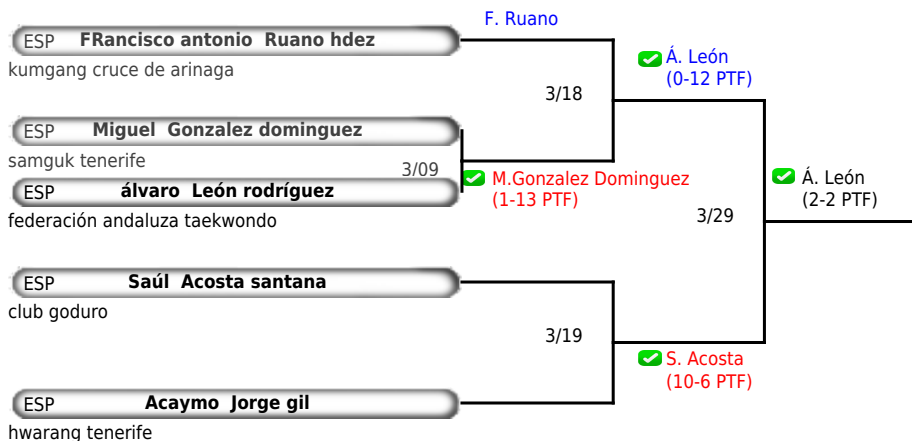 F. Ruano
ESP FRancisco antonio Ruano hdez
kumgang cruce de arinaga
Á. León
(0-12 PTF)
3/18
ESP Miguel Gonzalez dominguez
samguk tenerife
3/09
M.Gonzalez Dominguez
(1-13 PTF)
Á. León
(2-2 PTF)
ESP álvaro León rodríguez
federación andaluza taekwondo
3/29
ESP Saúl Acosta santana
club goduro
3/19
S. Acosta
(10-6 PTF)
ESP Acaymo Jorge gil
hwarang tenerife